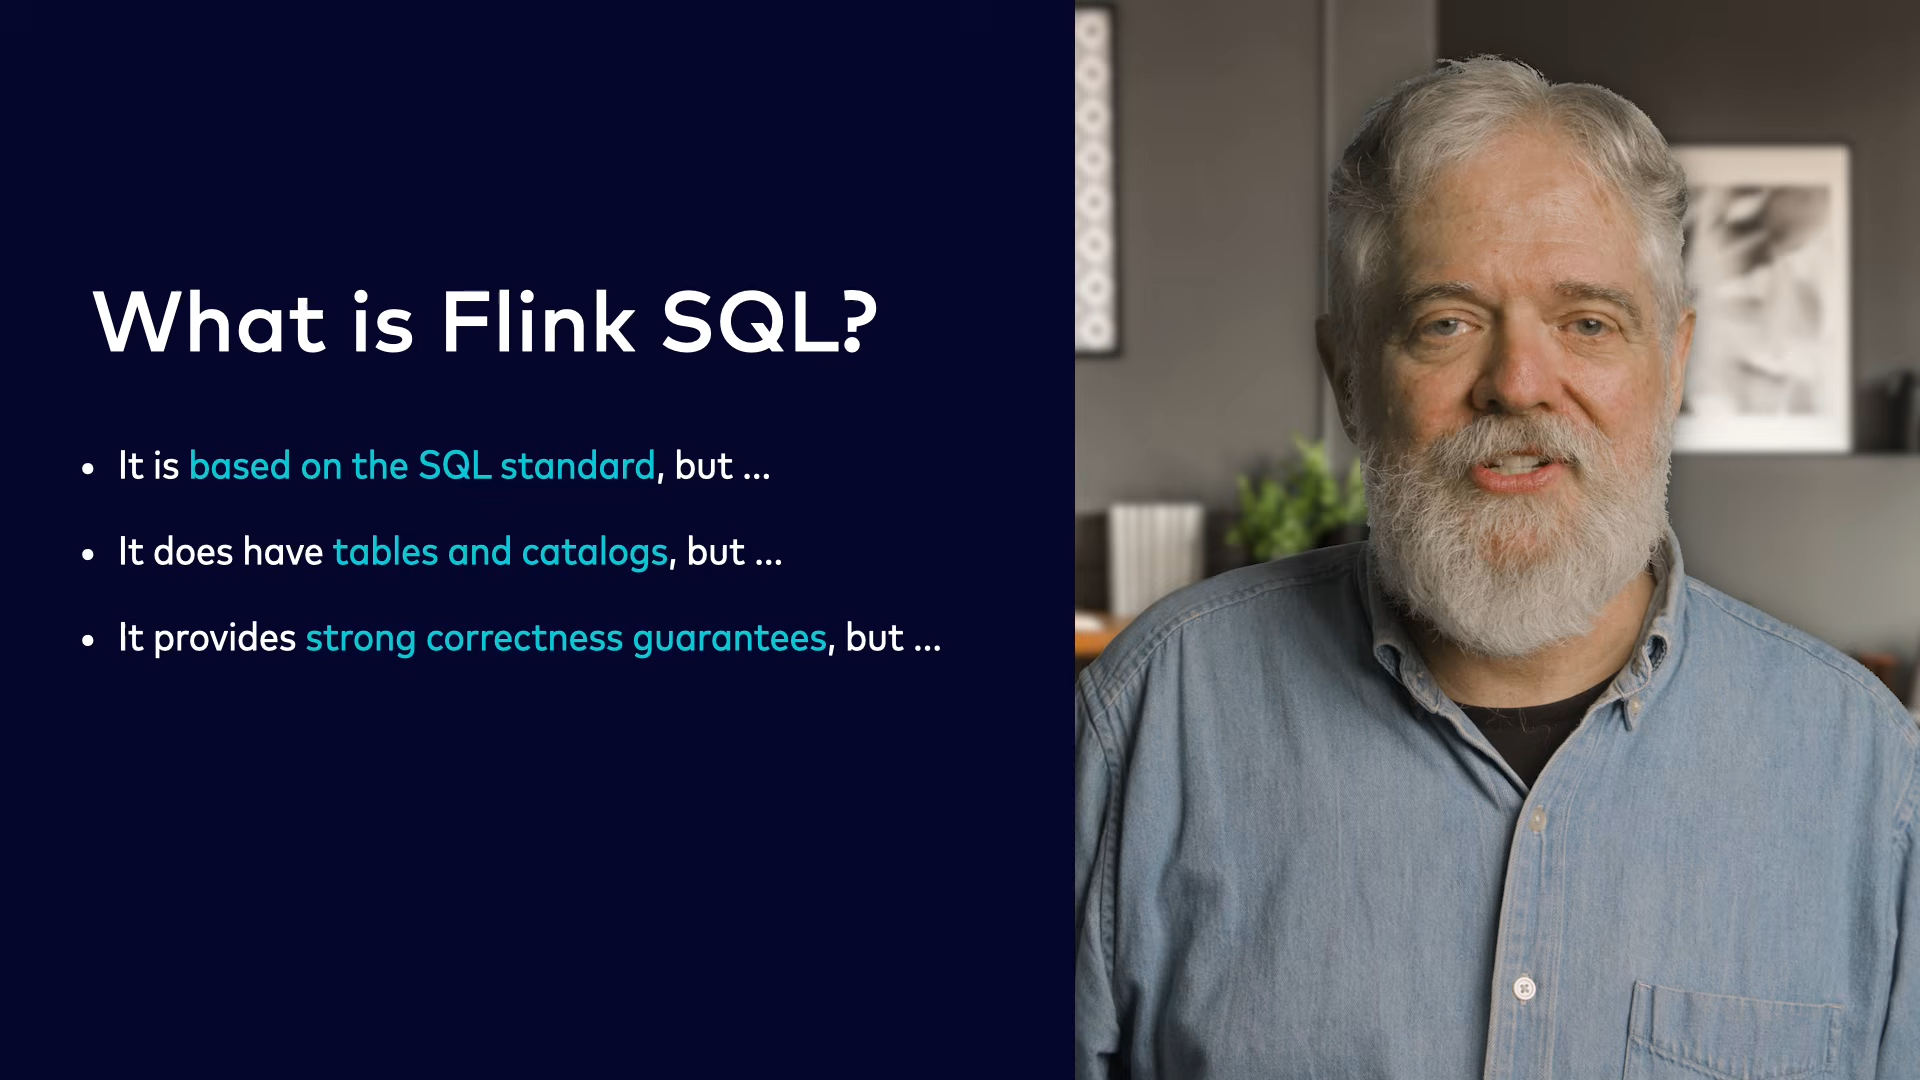 What is Flink SQL?
• It is based on the SQL standard, but ...
• It does have tables and catalogs, but ...
• It provides strong correctness guarantees, but ...